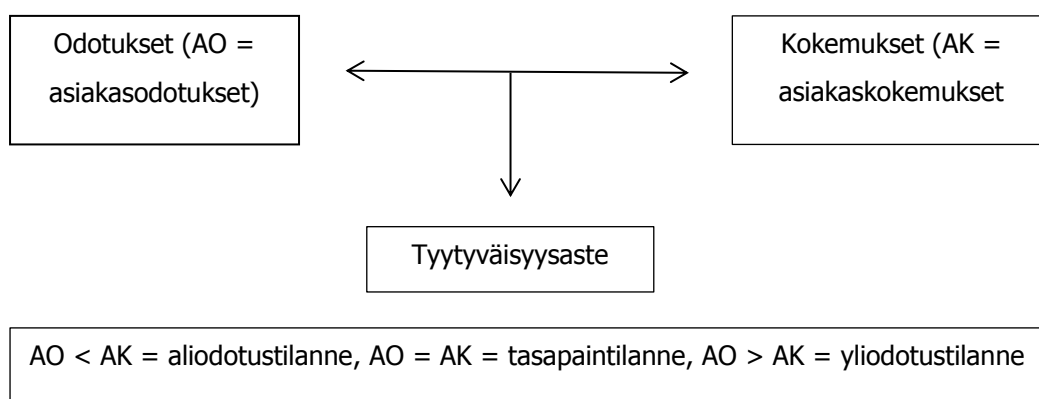 Odotukset (AO =
asiakasodotukset)
Kokemukset (AK =
asiakaskokemukset
Tyytyväisyysaste
AO < AK = aliodotustilanne, AO = AK = tasapaintilanne, AO > AK = yliodotustilanne